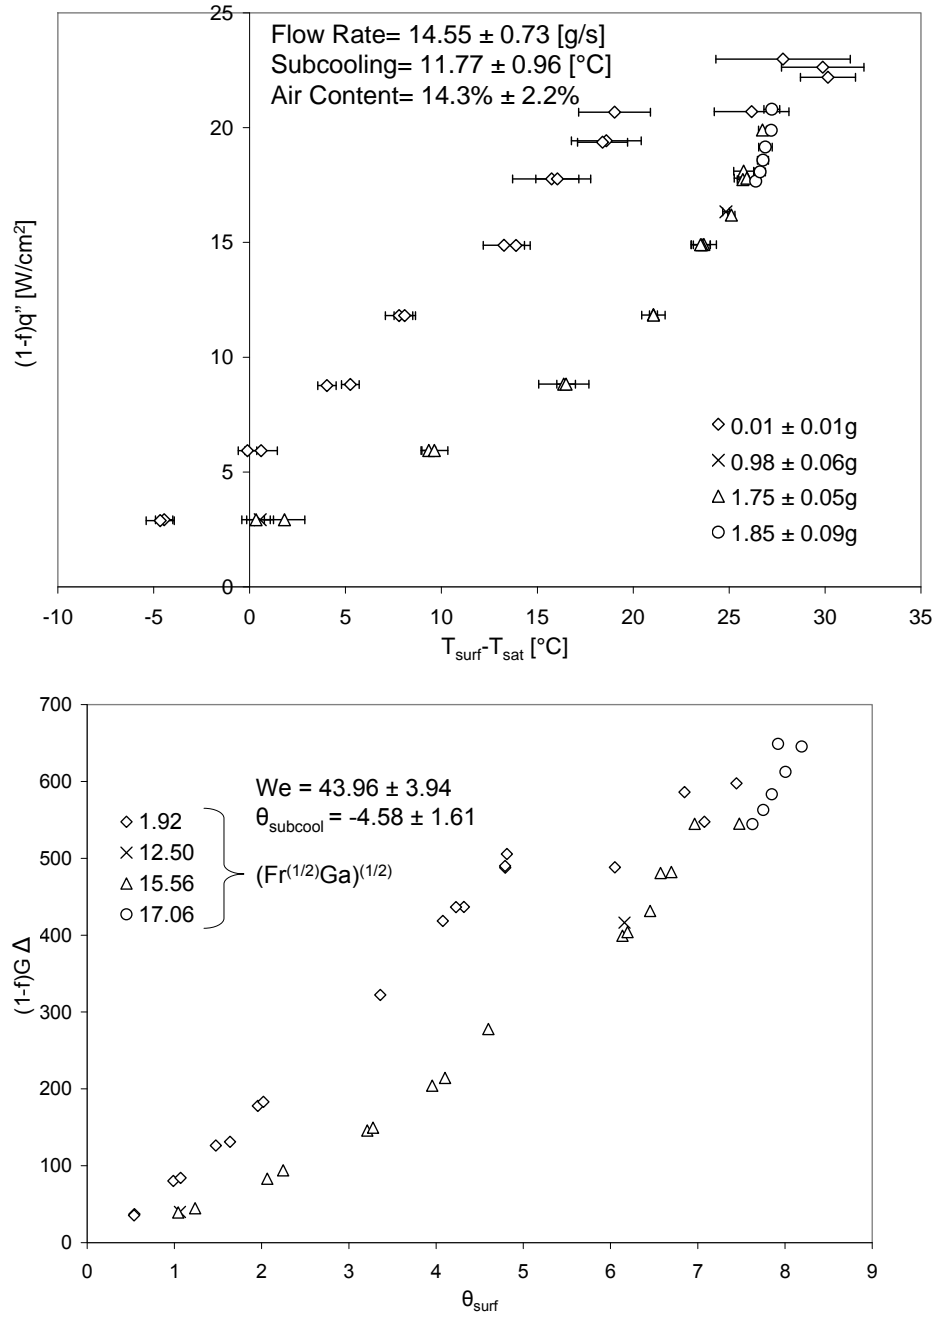 25
Flow Rate= 14.55 ± 0.73 [g/s]
Subcooling= 11.77 ± 0.96 [°C]
Air Content= 14.3% ± 2.2%
20
15
(1-f)q” [W/cm²]
10
5
0
0.01 ± 0.01g
0.98 ± 0.06g
1.75 ± 0.05g
1.85 ± 0.09g
-10 -5 0 5 10 15 20 25 30 35
Tsurf-Tsat [°C]
700
600
500
400
300
200
100
0
(1-f)G Δ
We = 43.96 ± 3.94
θsubcool = -4.58 ± 1.61
1.92
12.50
15.56
17.06
(Fr(1/2)Ga)(1/2)
0 1 2 3 4 5 6 7 8 9
θsurf